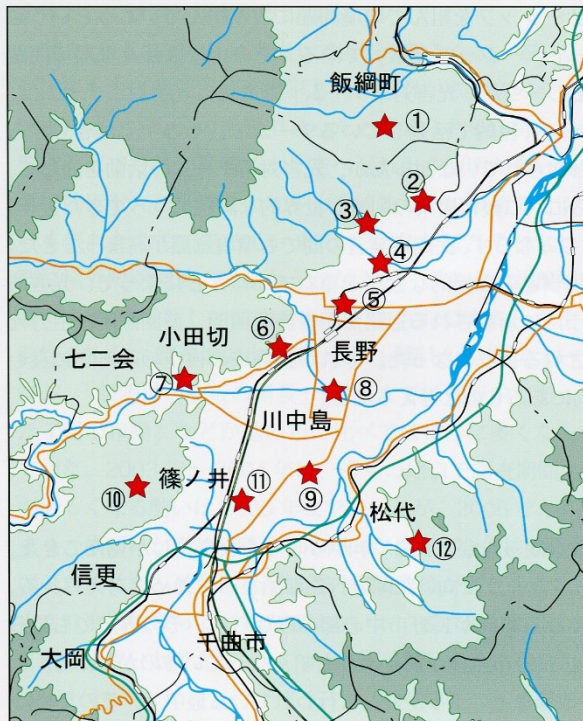 飯綱町
①
②
③
④
⑤
⑥
小田切
長野
七二会
⑦
⑧
川中島
篠ノ井
⑨
⑩
⑪
松代
⑫
信更
千曲市
大岡